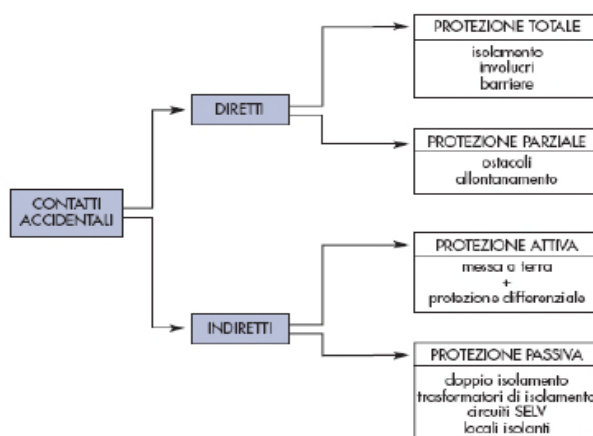 CONTATTI
ACCIDENTALI
DIRETTI
PROTEZIONE TOTALE
isolamento
involucri
barriere
PROTEZIONE PARZIALE
ostacoli
allontanamento
INDIRETTI
PROTEZIONE ATTIVA
messa a terra
+
protezione differenziale
PROTEZIONE PASSIVA
doppio isolamento
trasformatori di isolamento
circuiti SELV
locali isolanti